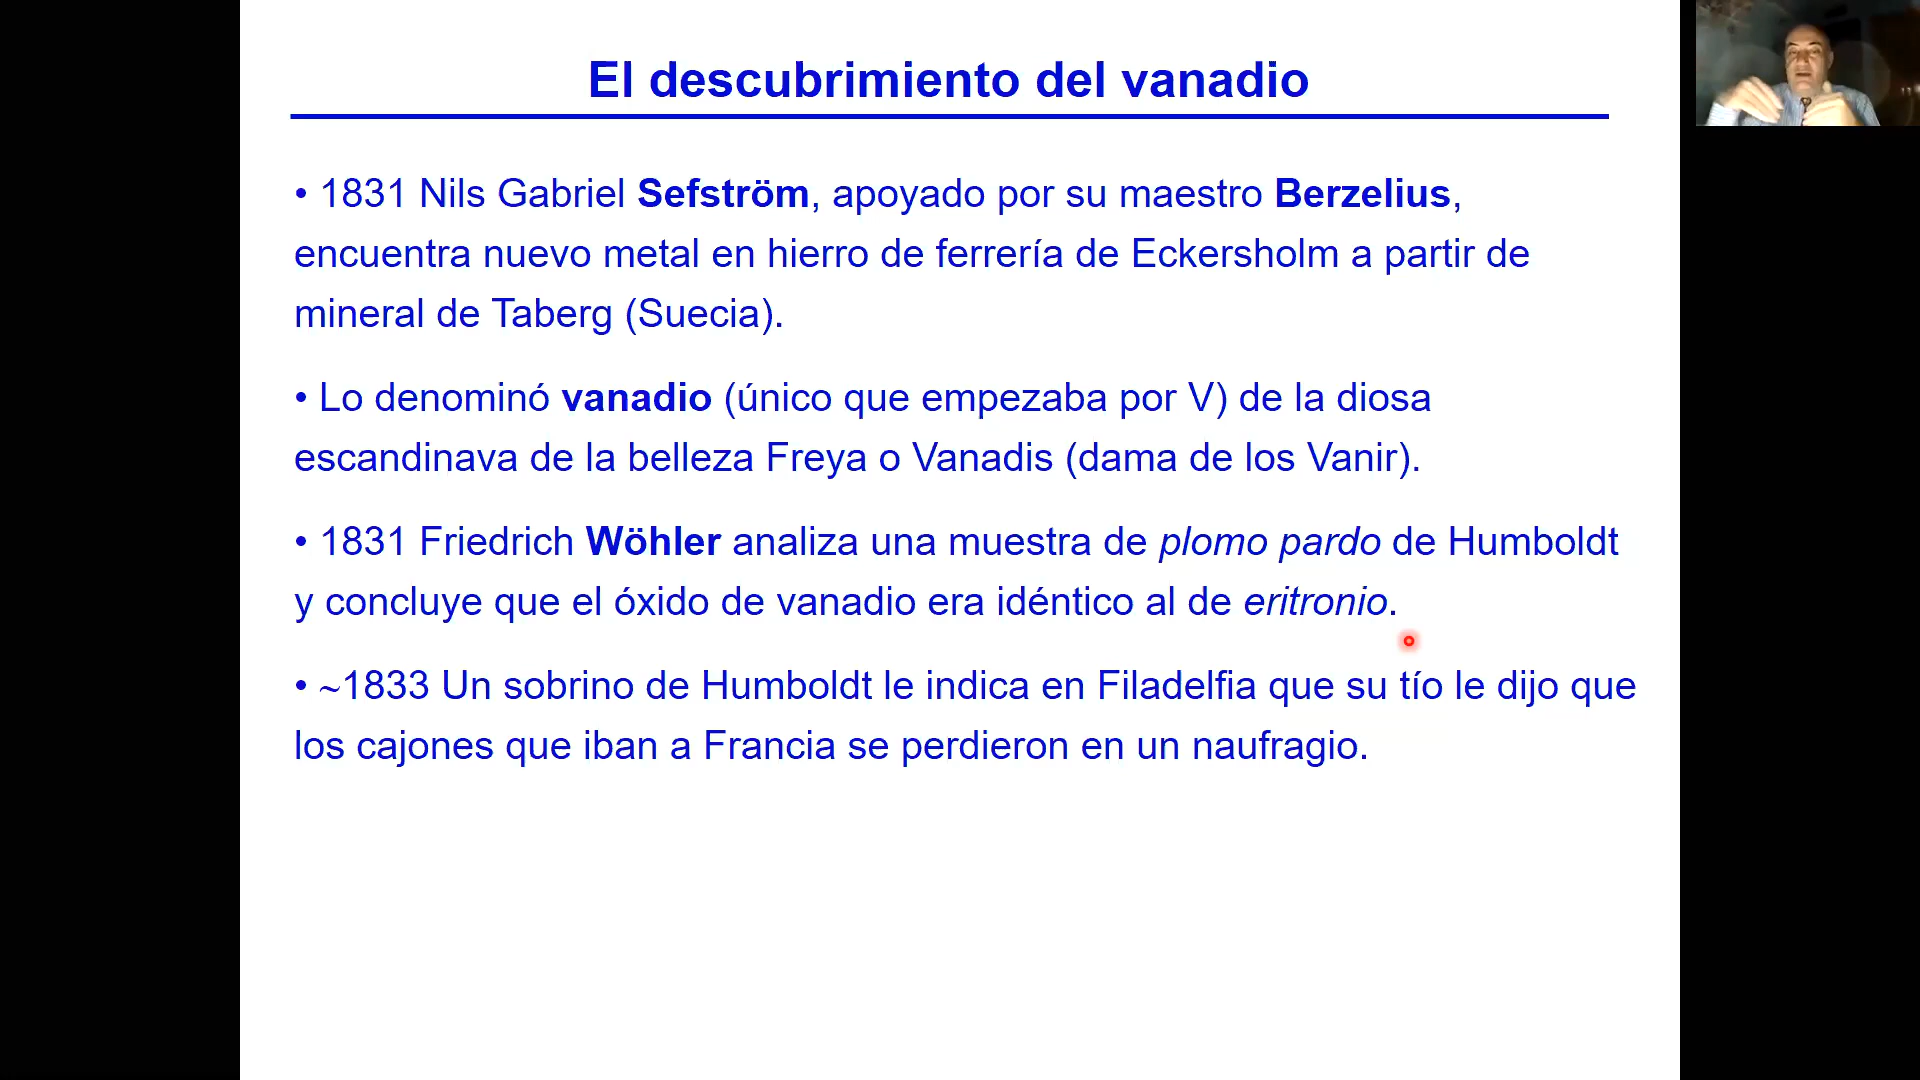 El descubrimiento del vanadio
• 1831 Nils Gabriel Sefström, apoyado por su maestro Berzelius,
encuentra nuevo metal en hierro de ferrería de Eckersholm a partir de
mineral de Taberg (Suecia).
• Lo denominó vanadio (único que empezaba por V) de la diosa
escandinava de la belleza Freya o Vanadis (dama de los Vanir).
• 1831 Friedrich Wöhler analiza una muestra de plomo pardo de Humboldt
y concluye que el óxido de vanadio era idéntico al de eritronio.
• ~1833 Un sobrino de Humboldt le indica en Filadelfia que su tío le dijo que
los cajones que iban a Francia se perdieron en un naufragio.